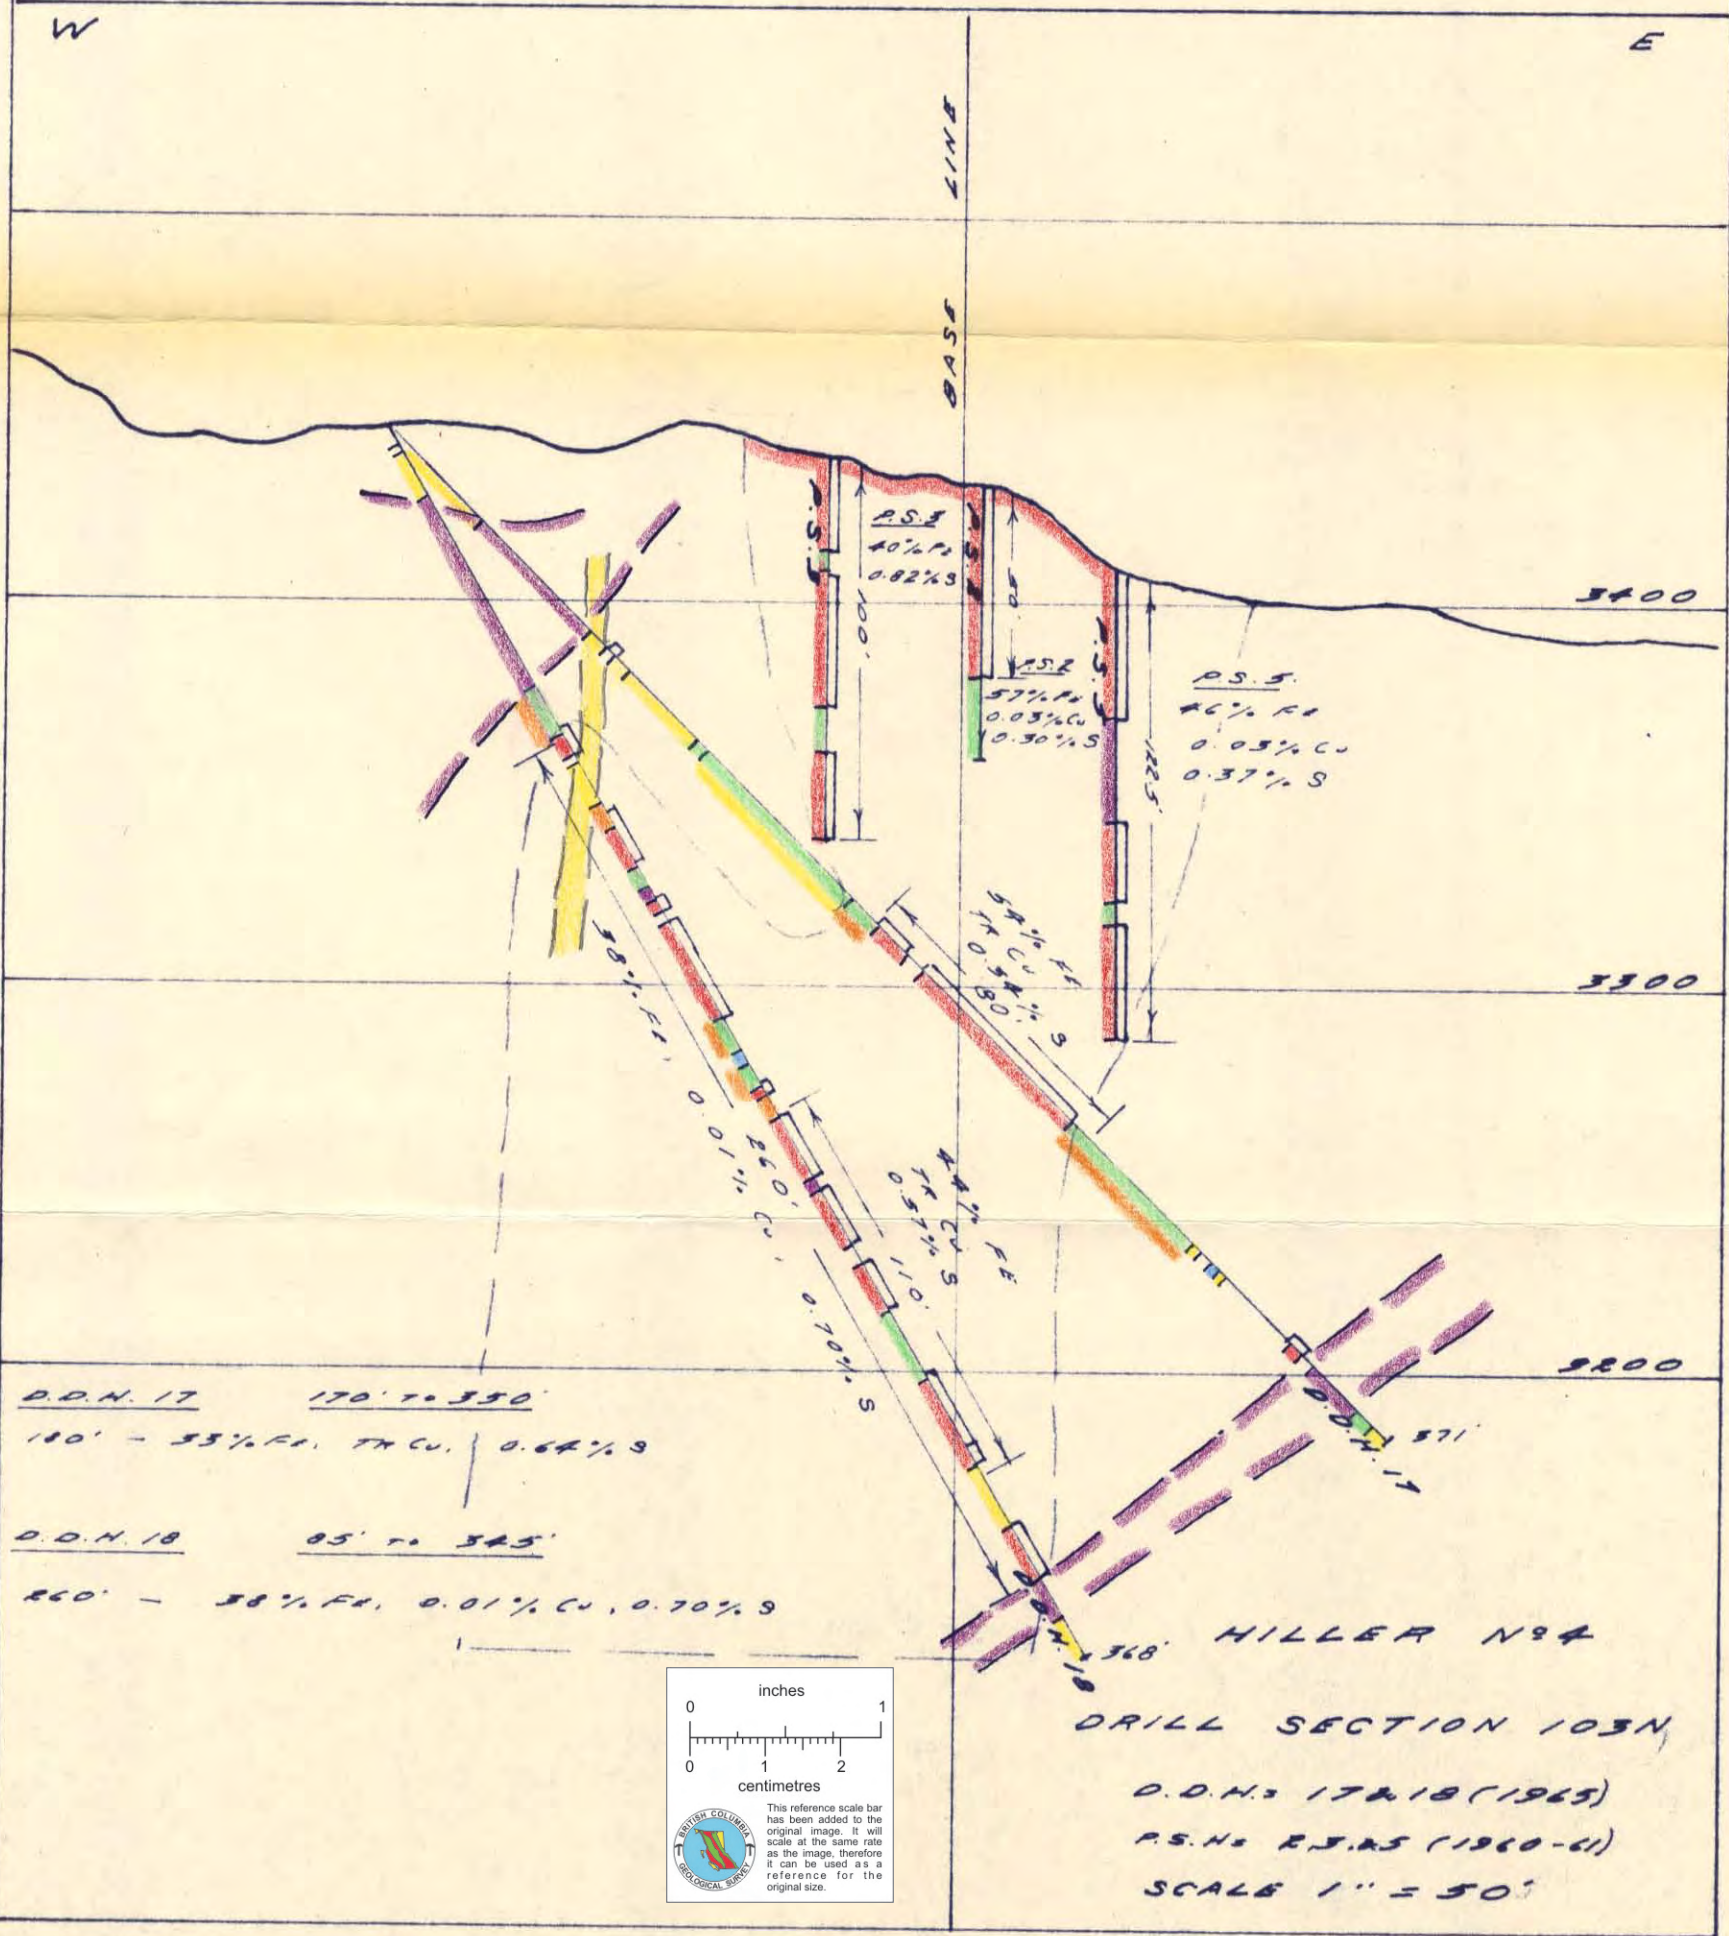 W
E
BASE LINE
P.S.3
P.S.3
40% Fe
0.82% S
100'
P.S.2
50'
P.S.2
57% Fe
0.03% Cu
0.30% S
P.S.5
P.S.5.
46% Fe
0.03% Cu
0.37% S
122.5'
3400
3300
3200
54% FE
TR CU
0.54% S
80'
38% FE, 0.01% CU, 0.70% S
260'
44% FE
TR CU
0.57% S
110'
D.D.H. 17 170' TO 350'
180' - 33% Fe. TR Cu. 0.64% S
D.D.H. 18 85' TO 345'
260' - 38% Fe, 0.01% Cu, 0.70% S
D.D.H. 17
371'
D.D.H. 18
368'
HILLER Nº4
DRILL SECTION 103N
D.D.H.s 17 & 18 (1965)
P.S.Hs 2,3,&5 (1960-61)
SCALE 1" = 50'
inches
0 1
0 1 2
centimetres
This reference scale bar
has been added to the
original image. It will
scale at the same rate
as the image, therefore
it can be used as a
reference for the
original size.
BRITISH COLUMBIA
GEOLOGICAL SURVEY